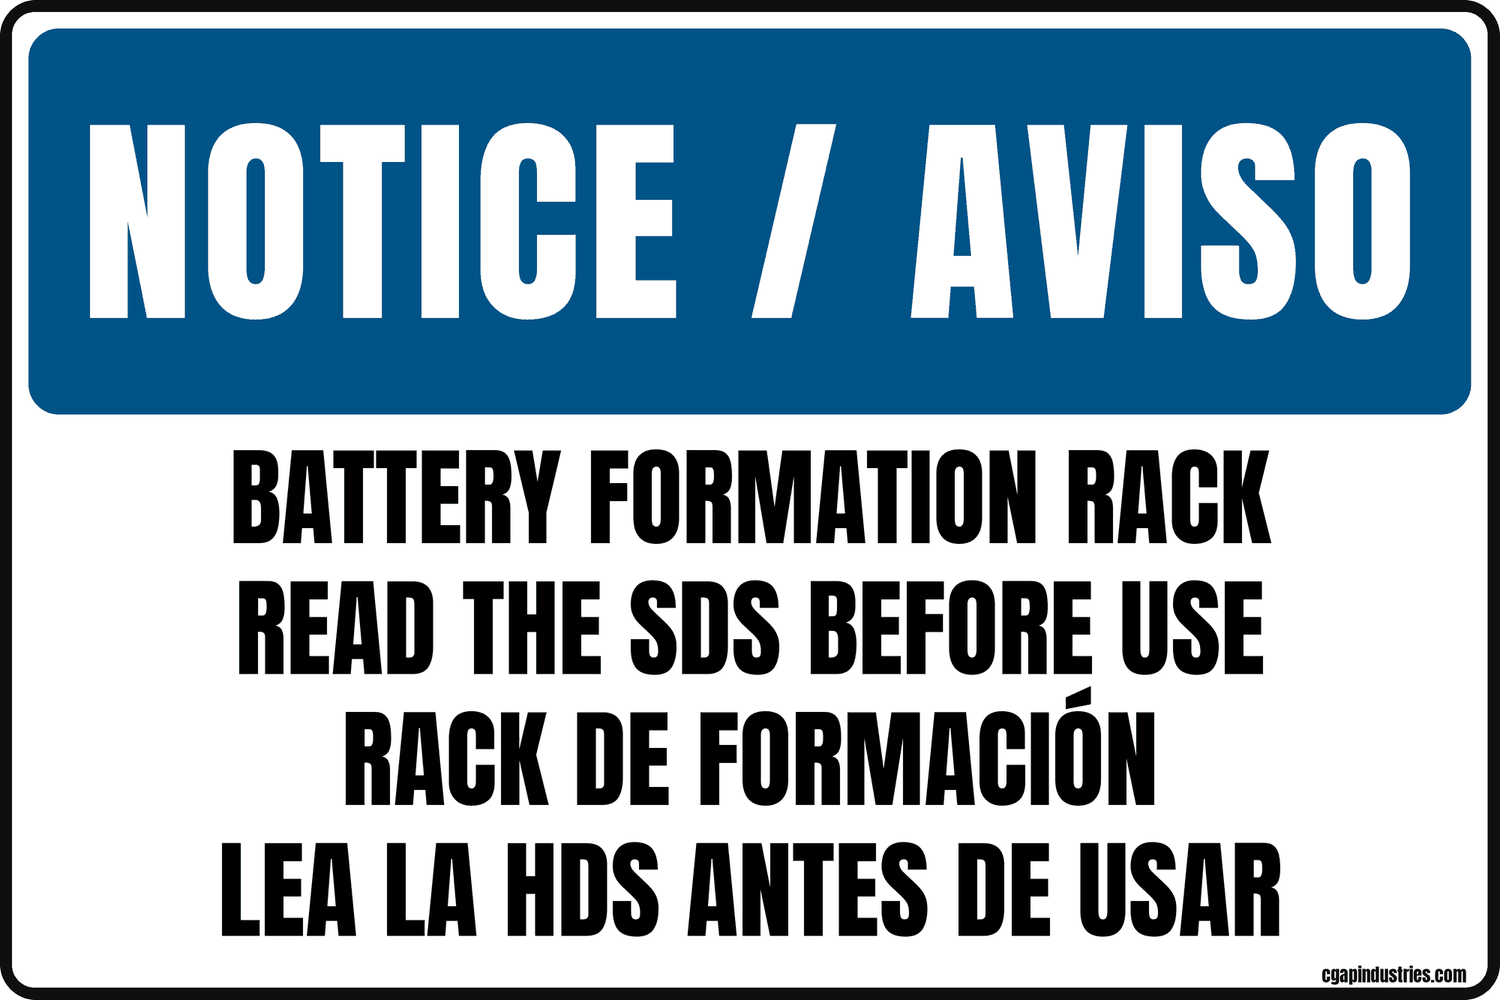 NOTICE / AVISO
BATTERY FORMATION RACK
READ THE SDS BEFORE USE
RACK DE FORMACIÓN
LEA LA HDS ANTES DE USAR
cgapindustries.com